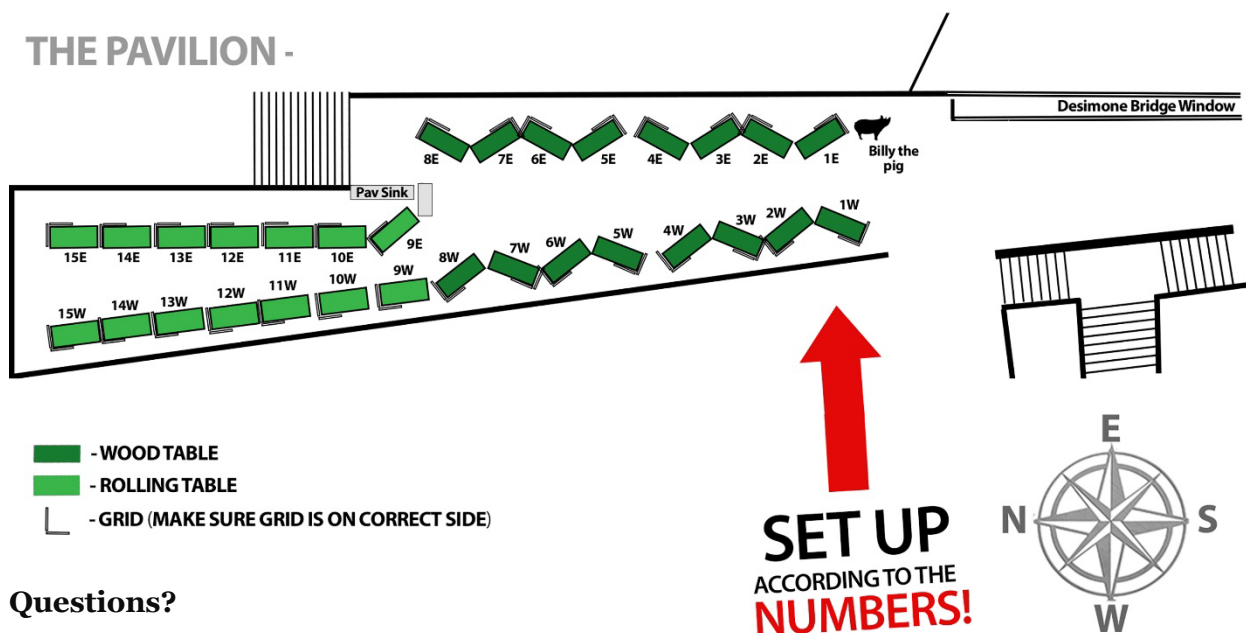 THE PAVILION -
Desimone Bridge Window
Billy the
pig
8E 7E 6E 5E 4E 3E 2E 1E
Pav Sink
9E
15E 14E 13E 12E 11E 10E
8W 7W 6W 5W 4W 3W 2W 1W
15W 14W 13W 12W 11W 10W 9W
- WOOD TABLE
- ROLLING TABLE
- GRID (MAKE SURE GRID IS ON CORRECT SIDE)
SET UP
ACCORDING TO THE
NUMBERS!
E
N S
W
Questions?